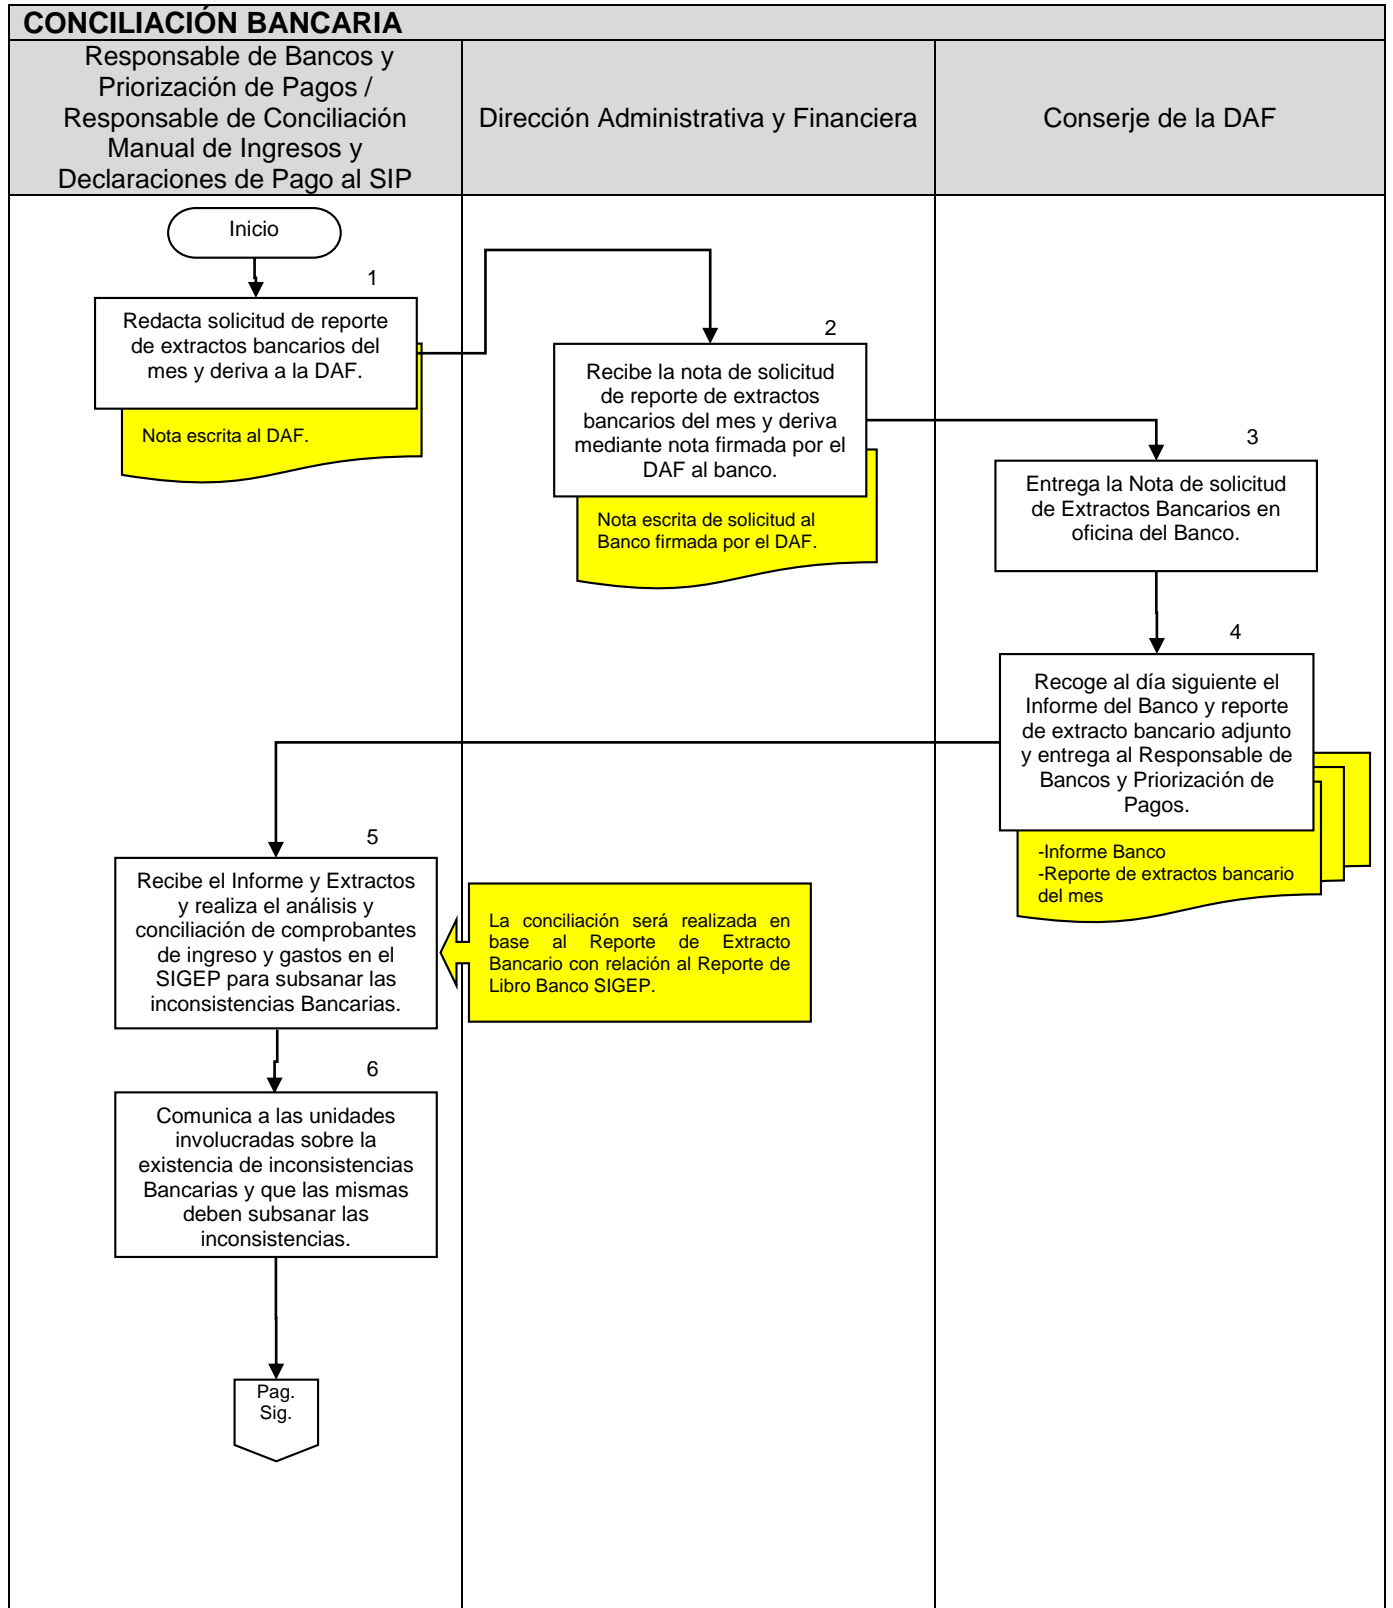 CONCILIACIÓN BANCARIA
Responsable de Bancos y
Priorización de Pagos /
Responsable de Conciliación
Manual de Ingresos y
Declaraciones de Pago al SIP
Dirección Administrativa y Financiera
Conserje de la DAF
Inicio
1
Redacta solicitud de reporte
de extractos bancarios del
mes y deriva a la DAF.
Nota escrita al DAF.
2
Recibe la nota de solicitud
de reporte de extractos
bancarios del mes y deriva
mediante nota firmada por el
DAF al banco.
Nota escrita de solicitud al
Banco firmada por el DAF.
3
Entrega la Nota de solicitud
de Extractos Bancarios en
oficina del Banco.
4
Recoge al día siguiente el
Informe del Banco y reporte
de extracto bancario adjunto
y entrega al Responsable de
Bancos y Priorización de
Pagos.
-Informe Banco
-Reporte de extractos bancario
del mes
5
Recibe el Informe y Extractos
y realiza el análisis y
conciliación de comprobantes
de ingreso y gastos en el
SIGEP para subsanar las
inconsistencias Bancarias.
La conciliación será realizada en
base al Reporte de Extracto
Bancario con relación al Reporte de
Libro Banco SIGEP.
6
Comunica a las unidades
involucradas sobre la
existencia de inconsistencias
Bancarias y que las mismas
deben subsanar las
inconsistencias.
Pag.
Sig.